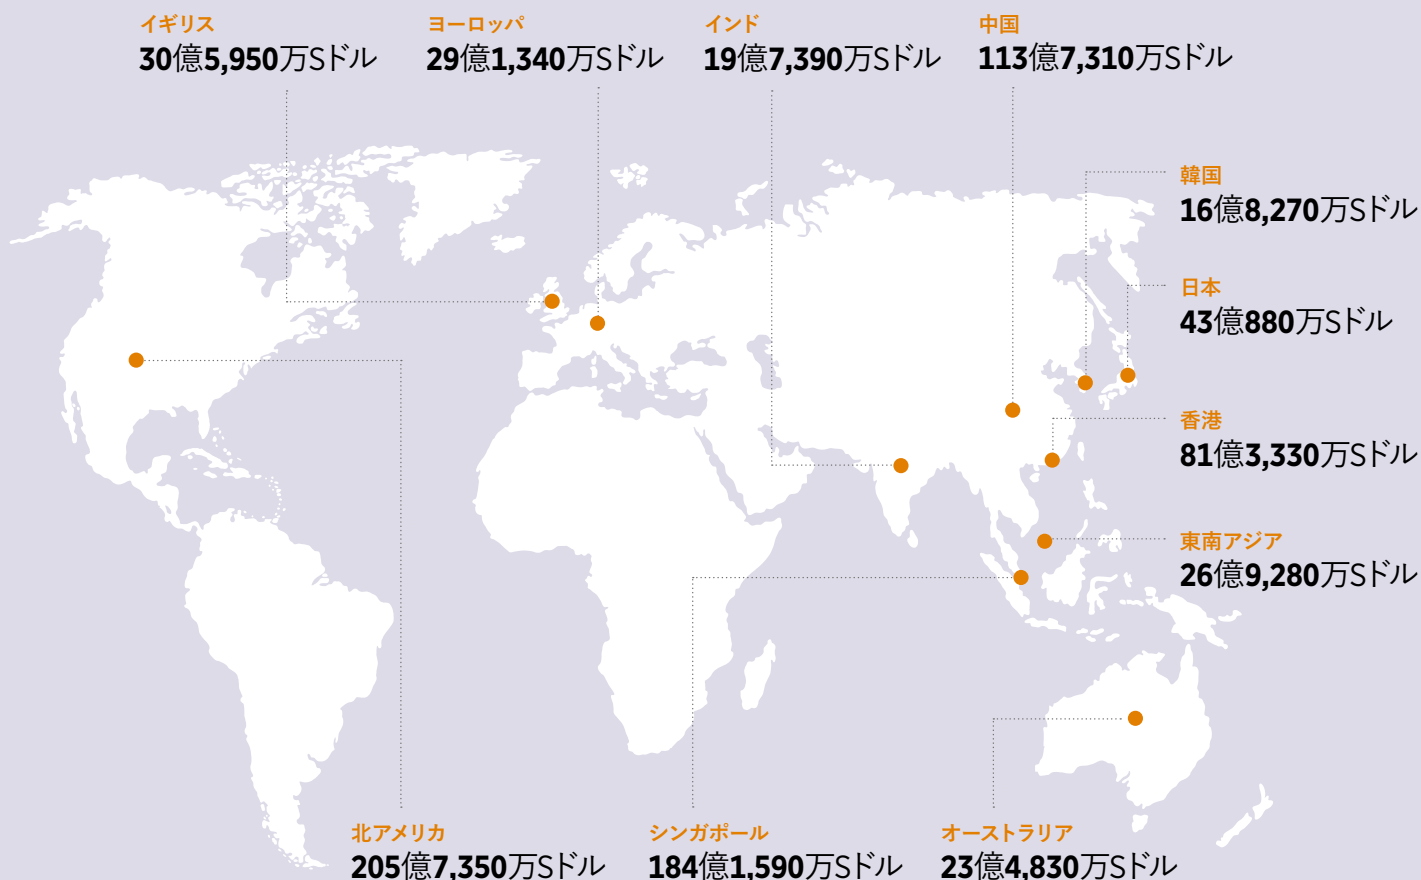 イギリス
30億5,950万Sドル
ヨーロッパ
29億1,340万Sドル
インド
19億7,390万Sドル
中国
113億7,310万Sドル
韓国
16億8,270万Sドル
日本
43億880万Sドル
香港
81億3,330万Sドル
東南アジア
26億9,280万Sドル
北アメリカ
205億7,350万Sドル
シンガポール
184億1,590万Sドル
オーストラリア
23億4,830万Sドル